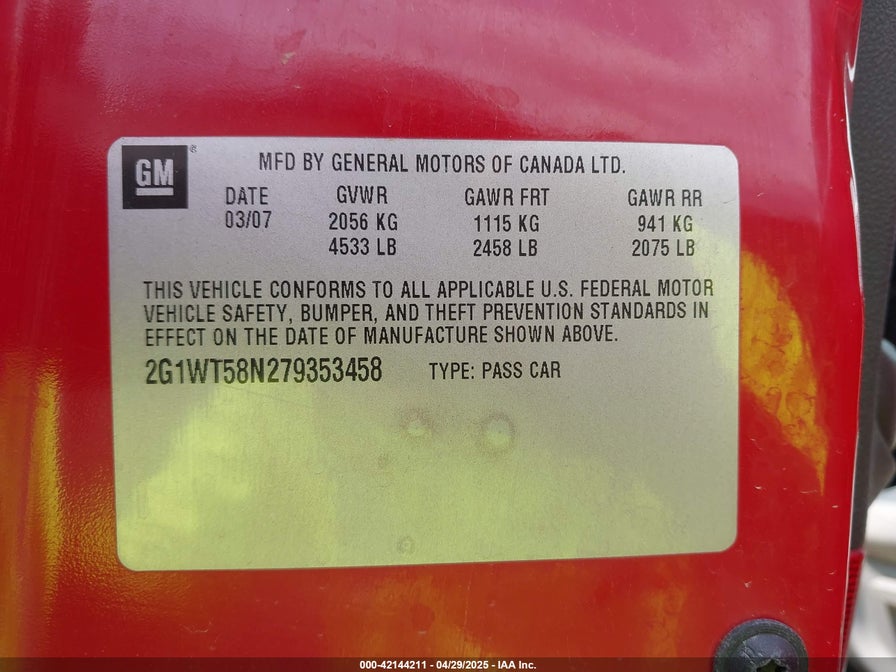 GM
®
MFD BY GENERAL MOTORS OF CANADA LTD.
DATE GVWR GAWR FRT GAWR RR
03/07 2056 KG 1115 KG 941 KG
4533 LB 2458 LB 2075 LB
THIS VEHICLE CONFORMS TO ALL APPLICABLE U.S. FEDERAL MOTOR
VEHICLE SAFETY, BUMPER, AND THEFT PREVENTION STANDARDS IN
EFFECT ON THE DATE OF MANUFACTURE SHOWN ABOVE.
2G1WT58N279353458 TYPE: PASS CAR
000-42144211 - 04/29/2025 - IAA Inc.